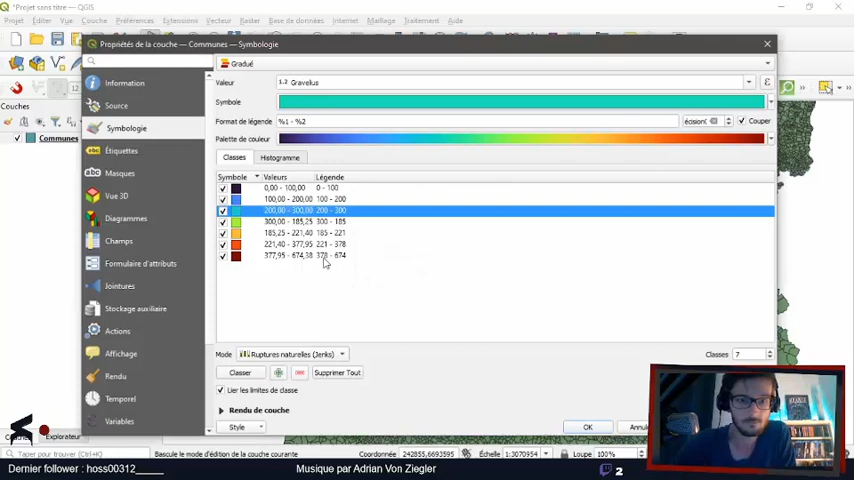 *Projet sans titre — QGIS
Projet Éditer Vue Couche Préférences Extensions Vecteur Raster Base de données Internet Maillage Traitement Aide
Propriétés de la couche — Communes — Symbologie
Gradué
Information
Valeur 1.2 Gravelius
Source
Symbole
Symbologie
Format de légende %1 - %2 écision Couper
Palette de couleur
Couches
Communes
Étiquettes
Classes Histogramme
Masques
Symbole Valeurs Légende
0,00 - 100,00 0 - 100
Vue 3D
100,00 - 200,00 100 - 200
200,00 - 300,00 200 - 300
Diagrammes
300,00 - 185,25 300 - 185
185,25 - 221,40 185 - 221
Champs
221,40 - 377,95 221 - 378
377,95 - 674,38 378 - 674
Formulaire d'attributs
Jointures
Stockage auxiliaire
Actions
Affichage
Mode Ruptures naturelles (Jenks) Classes 7
Rendu
Classer Supprimer Tout
Lier les limites de classe
Temporel
Rendu de couche
Variables
Style OK Annu
Explorateur
Taper pour trouver (Ctrl+K) Bascule le mode d'édition de la couche courante Coordonnée 242855,6693595 Échelle 1:3070954 Loupe 100%
Dernier follower : hoss00312____ Musique par Adrian Von Ziegler 2